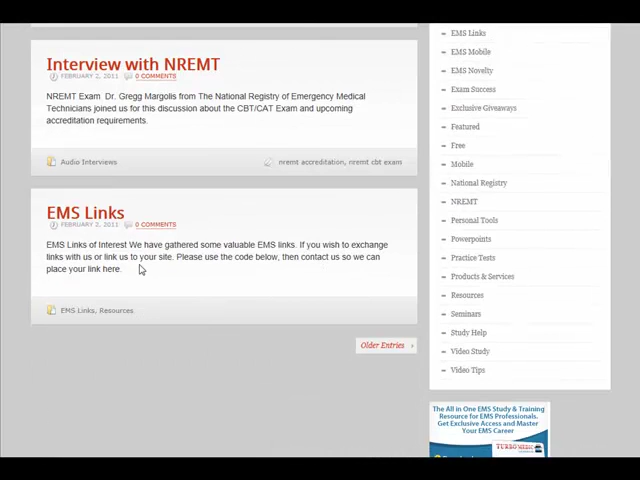 Interview with NREMT
FEBRUARY 2, 2011 0 COMMENTS
NREMT Exam Dr. Gregg Margolis from The National Registry of Emergency Medical
Technicians joined us for this discussion about the CBT/CAT Exam and upcoming
accreditation requirements.
Audio Interviews
nremt accreditation, nremt cbt exam
EMS Links
FEBRUARY 2, 2011 0 COMMENTS
EMS Links of Interest We have gathered some valuable EMS links. If you wish to exchange
links with us or link us to your site. Please use the code below, then contact us so we can
place your link here.
EMS Links, Resources
Older Entries
EMS Links
EMS Mobile
EMS Novelty
Exam Success
Exclusive Giveaways
Featured
Free
Mobile
National Registry
NREMT
Personal Tools
Powerpoints
Practice Tests
Products & Services
Resources
Seminars
Study Help
Video Study
Video Tips
The All in One EMS Study & Training
Resource for EMS Professionals.
Get Exclusive Access and Master
Your EMS Career
TURBO MEDIC